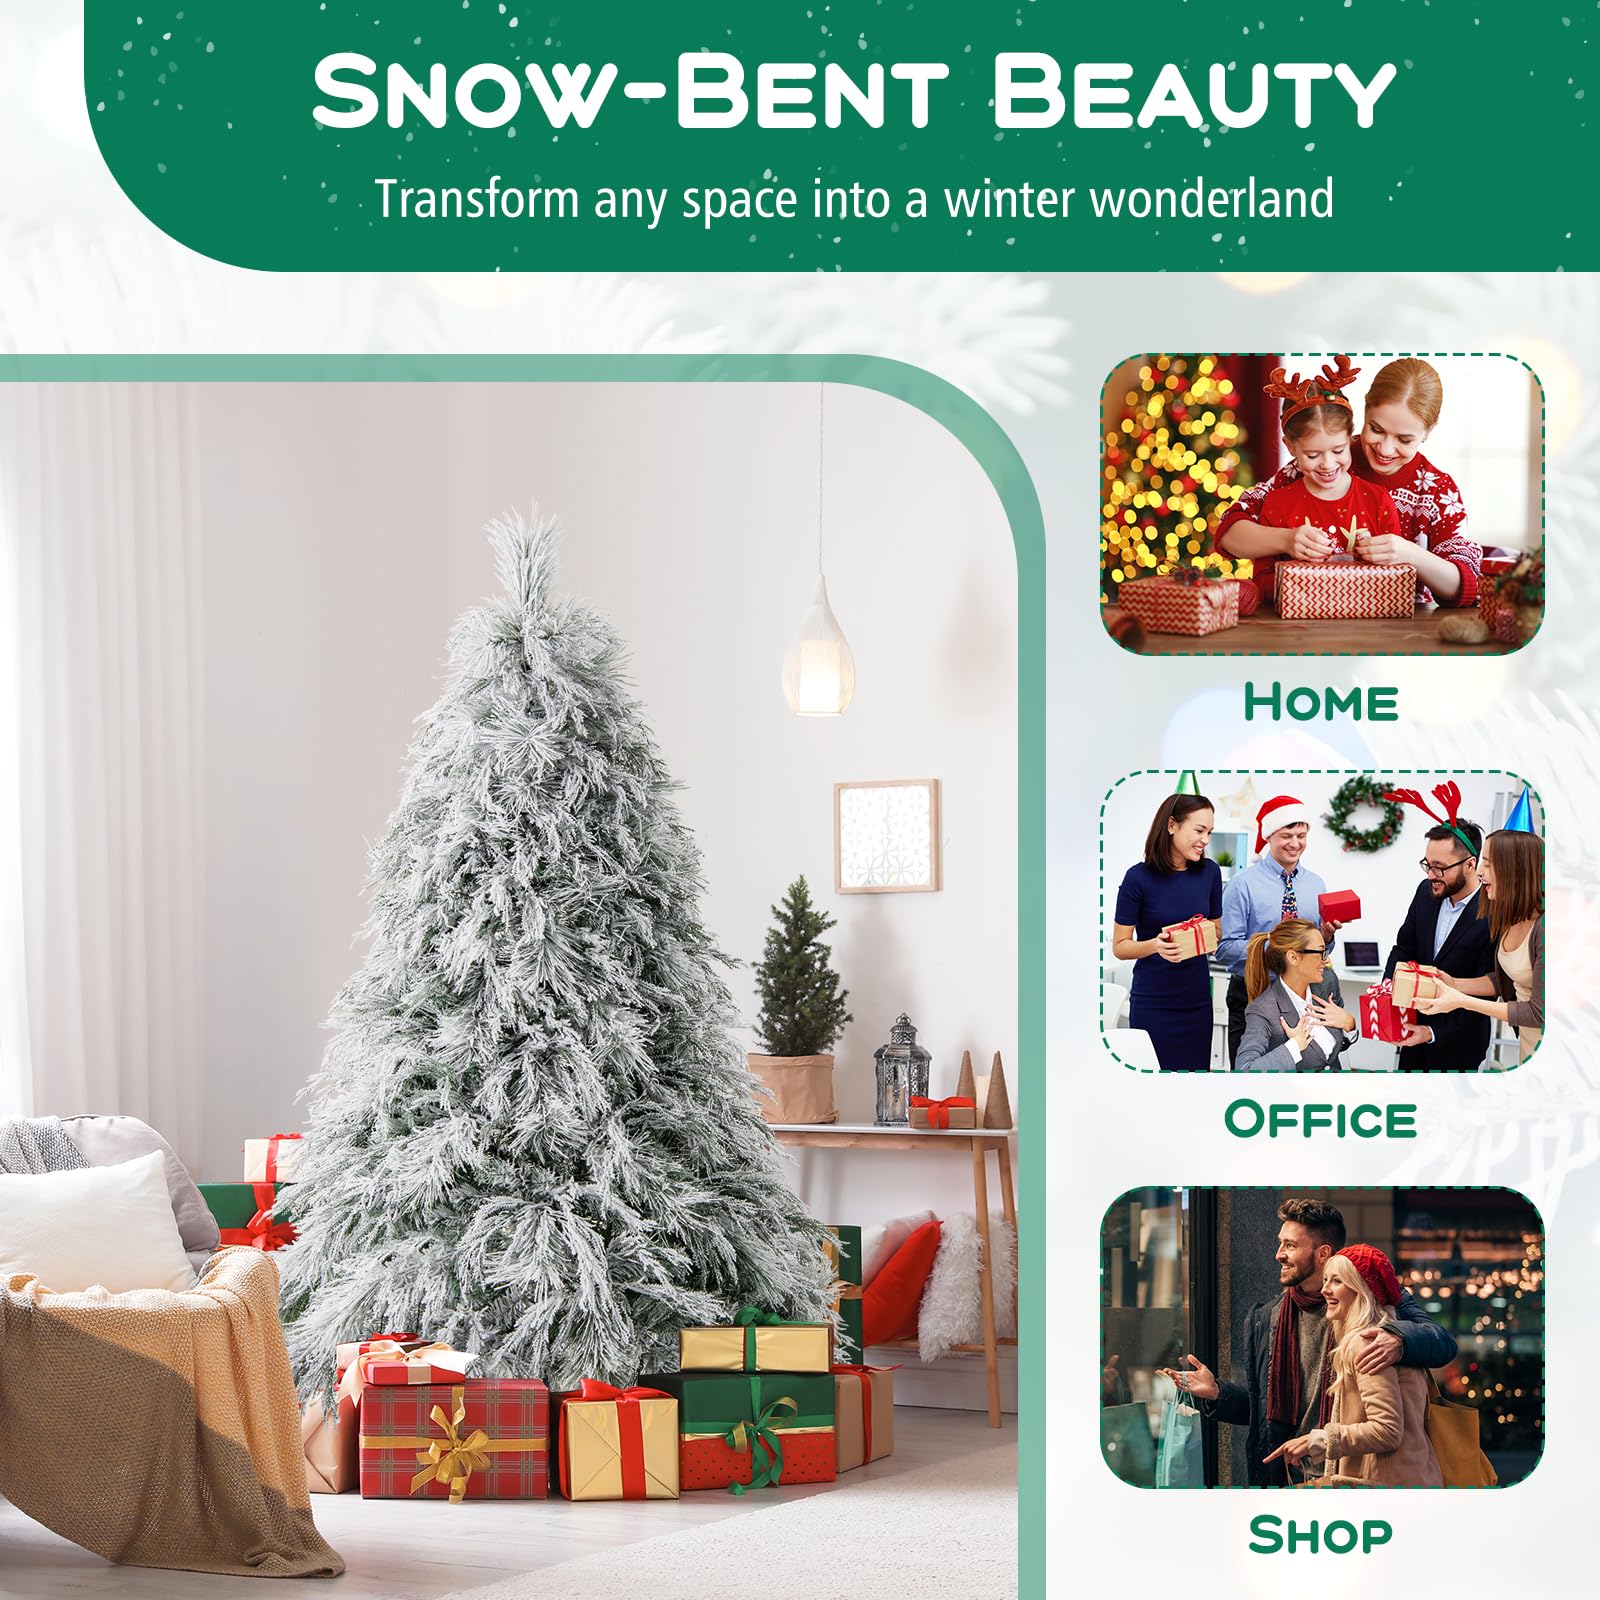 Snow-Bent Beauty
Transform any space into a winter wonderland
Home
Office
Shop